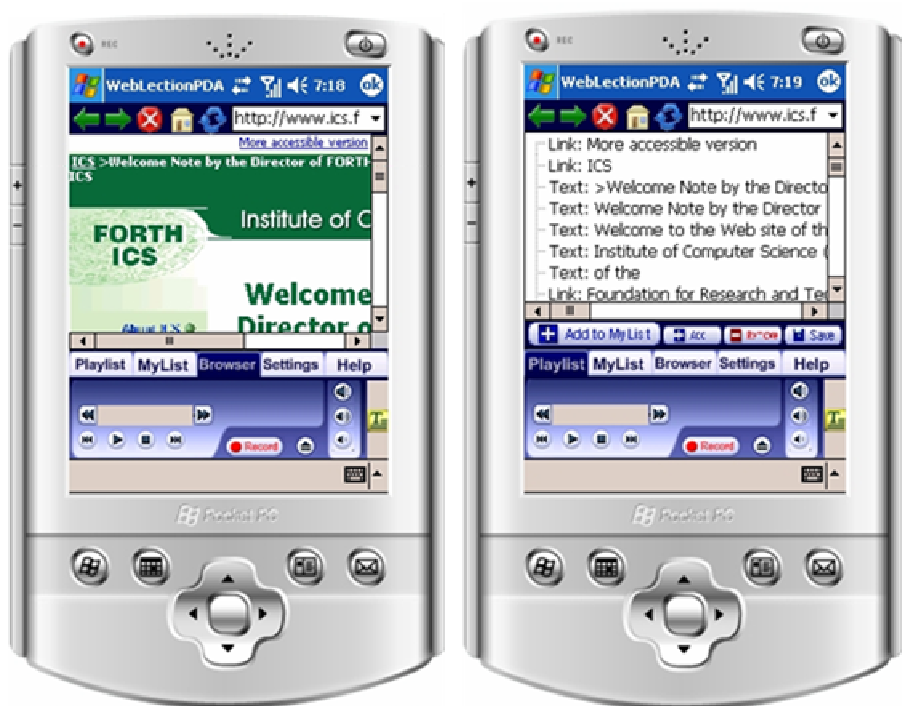 REC
WebLectionPDA 7:18 ok
http://www.ics.f
More accessible version
ICS >Welcome Note by the Director of FORTH
ICS
Institute of C
FORTH
ICS
Welcome
About ICS
Director o
Playlist MyList Browser Settings Help
Record
Pocket PC
REC
WebLectionPDA 7:19 ok
http://www.ics.f
Link: More accessible version
Link: ICS
Text: >Welcome Note by the Directo
Text: Welcome Note by the Director
Text: Welcome to the Web site of th
Text: Institute of Computer Science (
Text: of the
Link: Foundation for Research and Tec
Add to MyList Remove Save
Playlist MyList Browser Settings Help
Record
Pocket PC